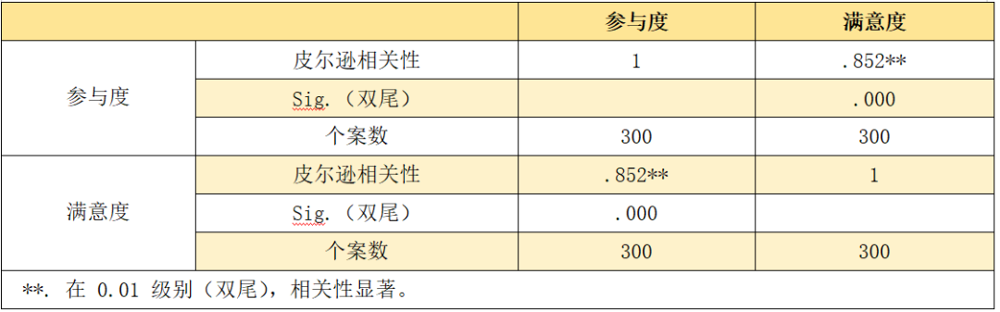 参与度 满意度
参与度 皮尔逊相关性 1 .852**
Sig.（双尾） .000
个案数 300 300
满意度 皮尔逊相关性 .852** 1
Sig.（双尾） .000
个案数 300 300
**. 在 0.01 级别（双尾），相关性显著。